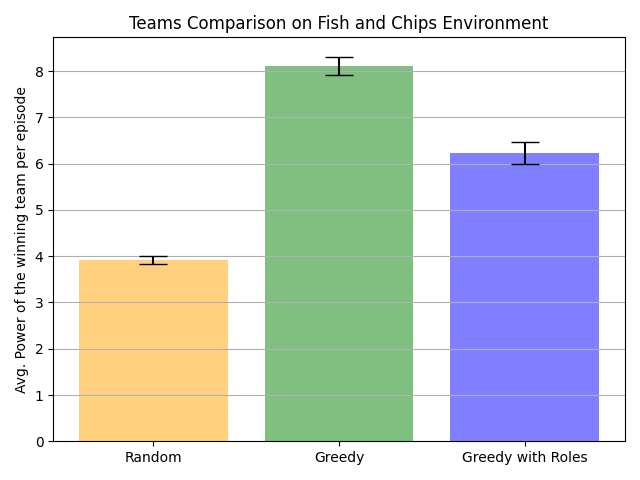 Teams Comparison on Fish and Chips Environment
Avg. Power of the winning team per episode
8
7
6
5
4
3
2
1
0
Random
Greedy
Greedy with Roles